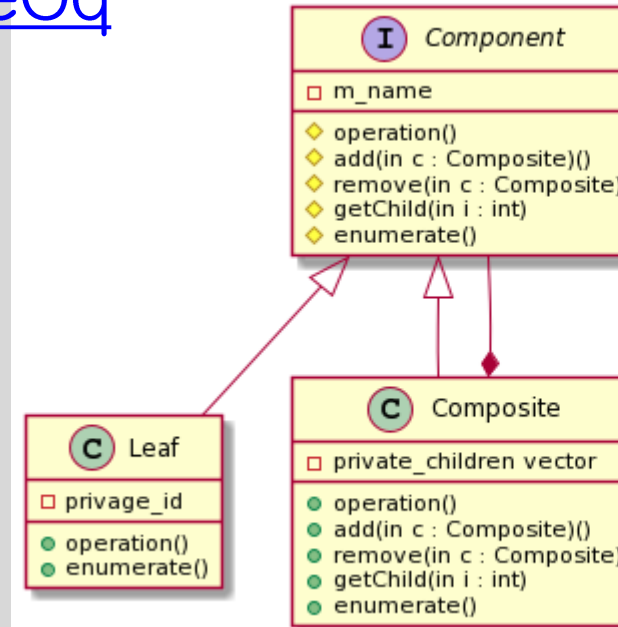 eOq
I Component
m_name
operation()
add(in c : Composite)()
remove(in c : Composite)
getChild(in i : int)
enumerate()
C Leaf
privage_id
operation()
enumerate()
C Composite
private_children vector
operation()
add(in c : Composite)()
remove(in c : Composite)
getChild(in i : int)
enumerate()